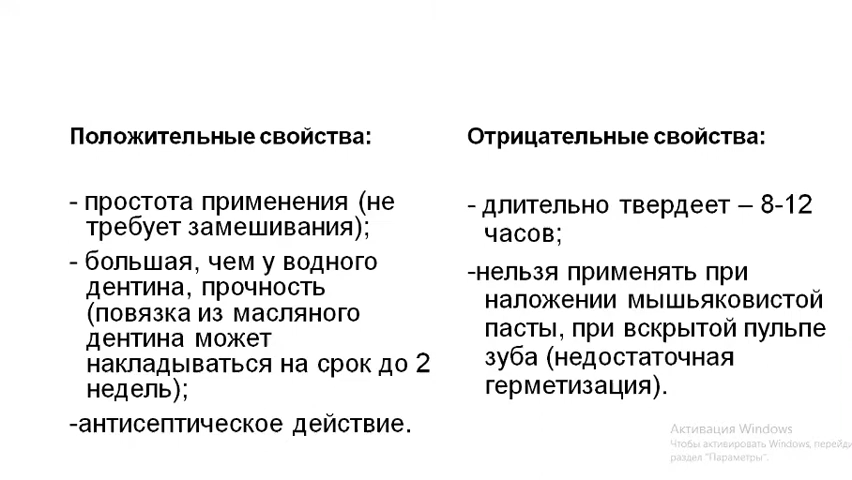 Положительные свойства:
- простота применения (не
требует замешивания);
- большая, чем у водного
дентина, прочность
(повязка из масляного
дентина может
накладываться на срок до 2
недель);
-антисептическое действие.
Отрицательные свойства:
- длительно твердеет – 8-12
часов;
-нельзя применять при
наложении мышьяковистой
пасты, при вскрытой пульпе
зуба (недостаточная
герметизация).
Активация Windows
Чтобы активировать Windows, перейди
раздел "Параметры".